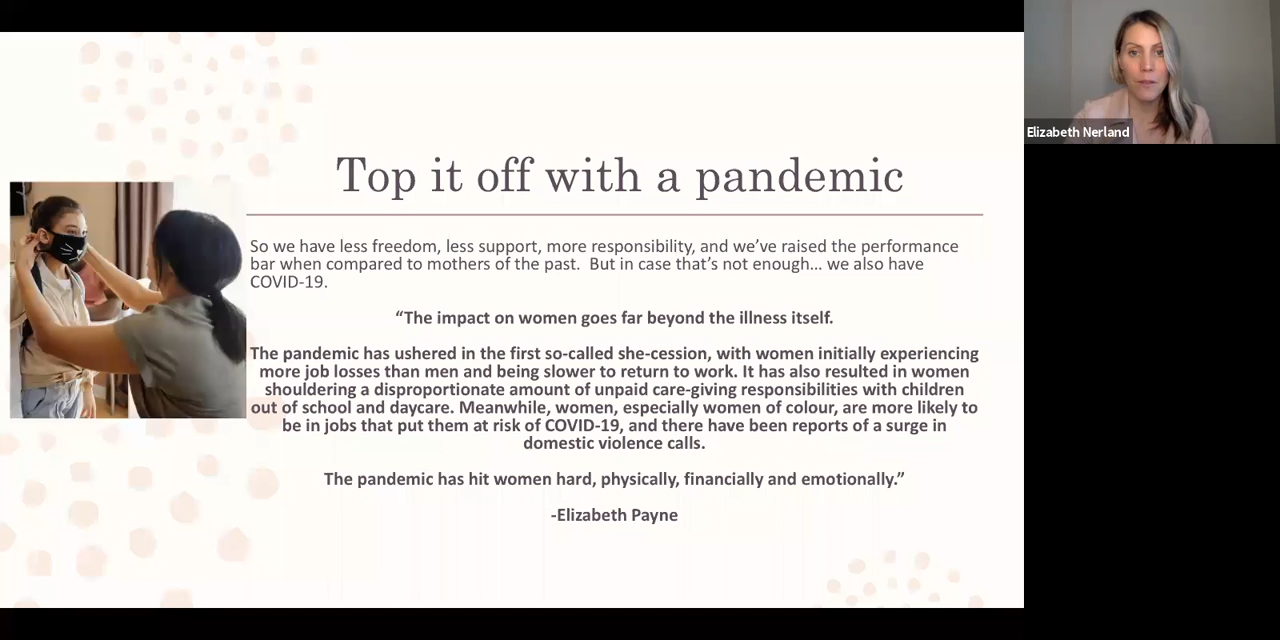 Top it off with a pandemic
So we have less freedom, less support, more responsibility, and we've raised the performance
bar when compared to mothers of the past.  But in case that's not enough... we also have
COVID-19.
“The impact on women goes far beyond the illness itself.
The pandemic has ushered in the first so-called she-cession, with women initially experiencing
more job losses than men and being slower to return to work. It has also resulted in women
shouldering a disproportionate amount of unpaid care-giving responsibilities with children
out of school and daycare. Meanwhile, women, especially women of colour, are more likely to
be in jobs that put them at risk of COVID-19, and there have been reports of a surge in
domestic violence calls.
The pandemic has hit women hard, physically, financially and emotionally.”
-Elizabeth Payne
Elizabeth Nerland